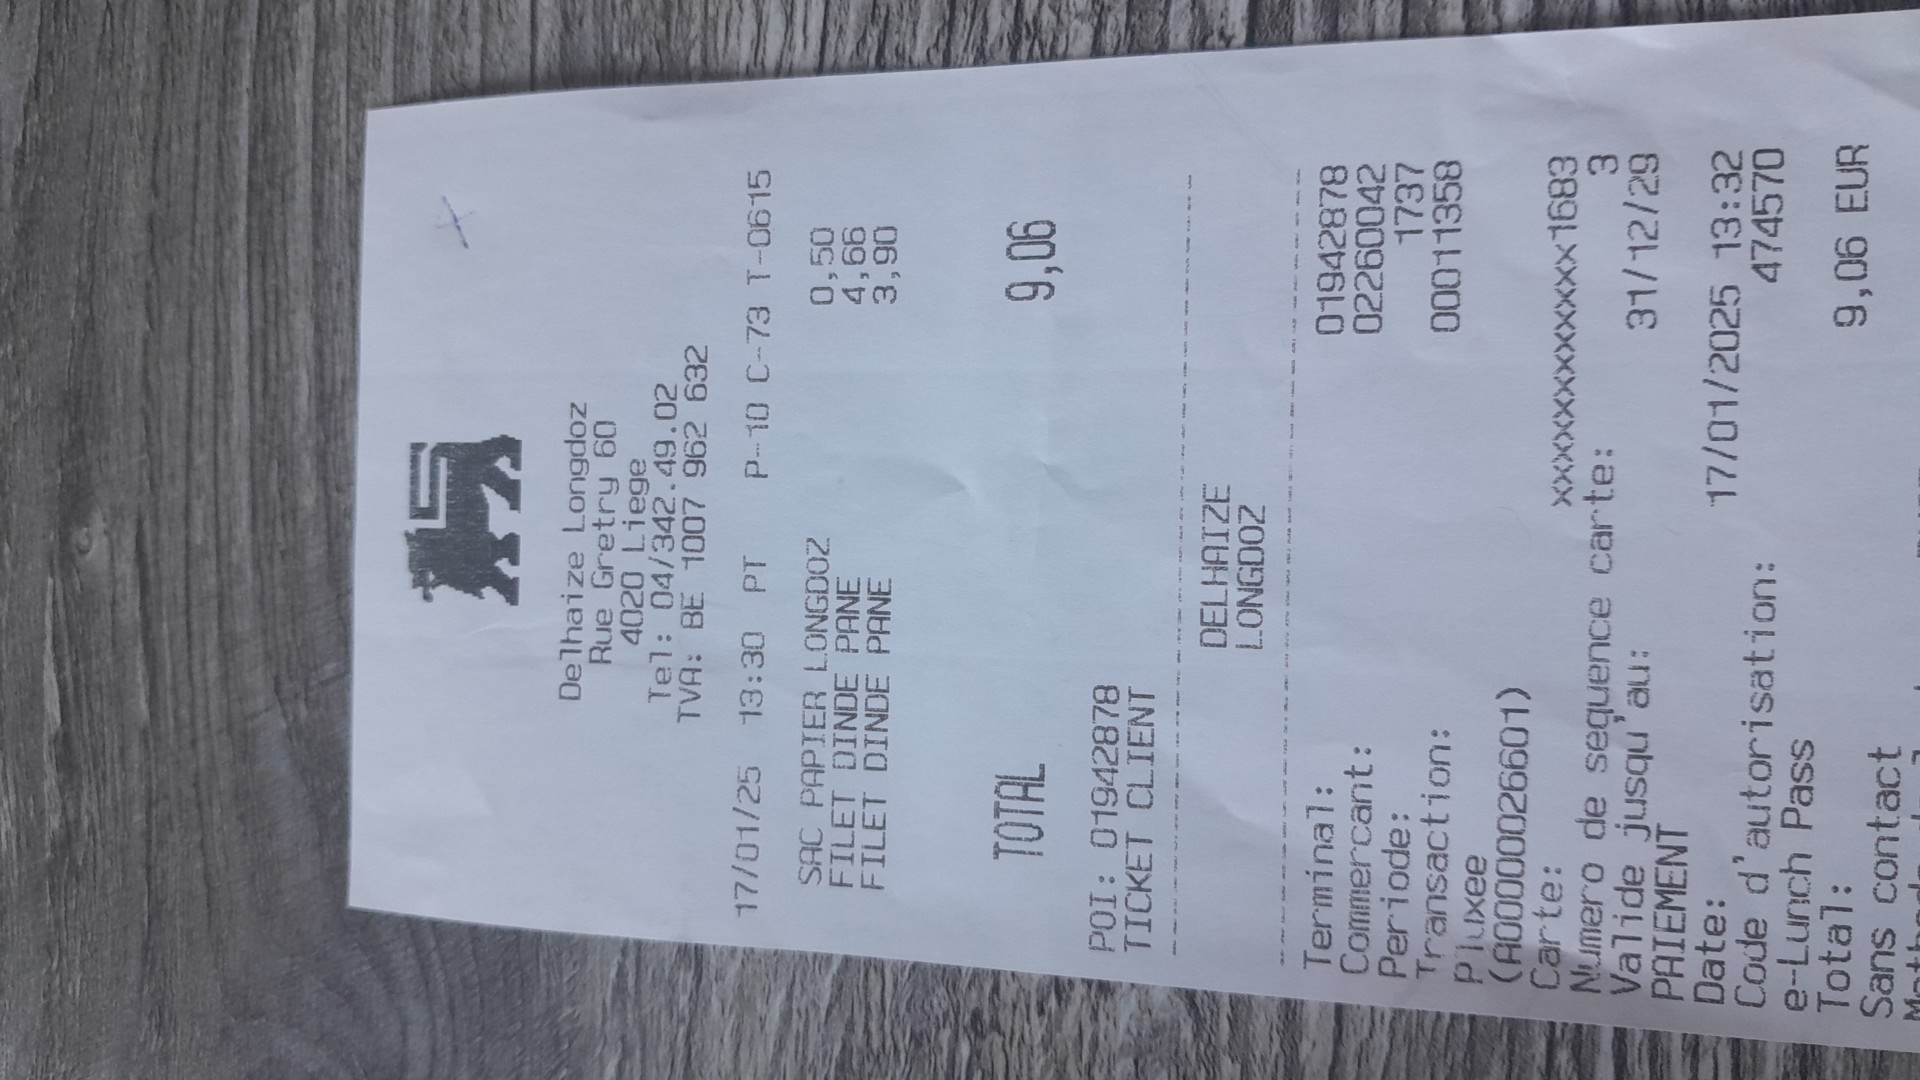 Delhaize Longdoz
Rue Gretry 60
4020 Liege
Tel: 04/342.49.02
TVA: BE 1007 962 632
17/01/25 13:30 PT P-10 C-73 T-0615
SAC PAPIER LONGDOZ 0,50
FILET DINDE PANE 4,66
FILET DINDE PANE 3,90
TOTAL 9,06
POI: 01942878
TICKET CLIENT
DELHAIZE
LONGDOZ
Terminal: 01942878
Commercant: 02260042
Periode: 1737
Transaction: 00011358
Pluxee
(A0000026601)
Carte: xxxxxxxxxxxxxxx1683
Numero de sequence carte: 3
Valide jusqu'au: 31/12/29
PAIEMENT
Date: 17/01/2025 13:32
Code d'autorisation: 474570
e-Lunch Pass
Total: 9,06 EUR
Sans contact